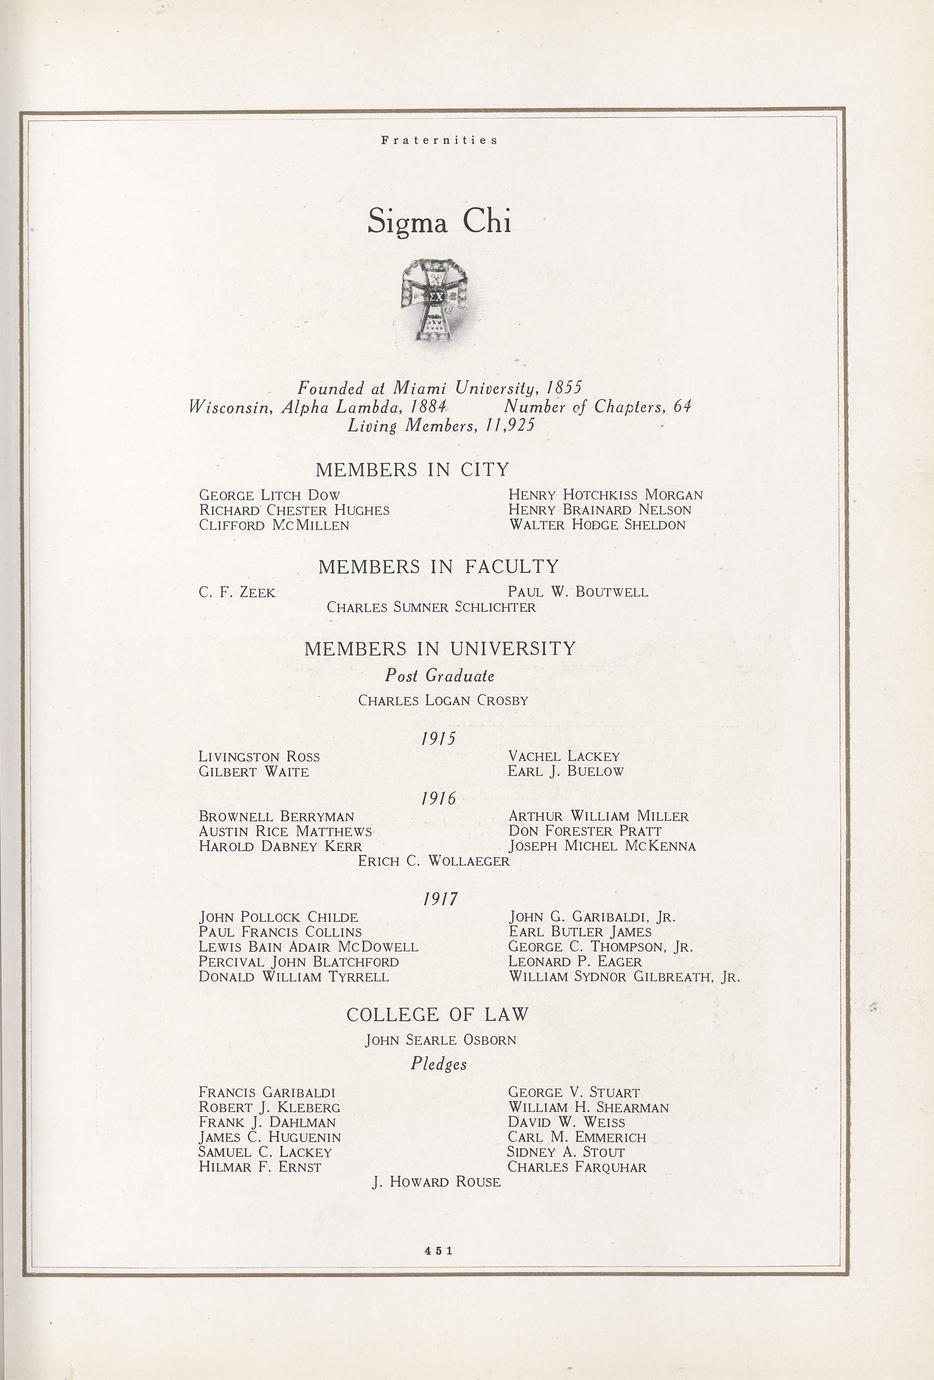 Fraternities
Sigma Chi
ΣΧ
Founded at Miami University, 1855
Wisconsin, Alpha Lambda, 1884 Number of Chapters, 64
Living Members, 11,925
MEMBERS IN CITY
GEORGE LITCH DOW HENRY HOTCHKISS MORGAN
RICHARD CHESTER HUGHES HENRY BRAINARD NELSON
CLIFFORD MCMILLEN WALTER HODGE SHELDON
MEMBERS IN FACULTY
C. F. ZEEK PAUL W. BOUTWELL
CHARLES SUMNER SCHLICHTER
MEMBERS IN UNIVERSITY
Post Graduate
CHARLES LOGAN CROSBY
1915
LIVINGSTON ROSS VACHEL LACKEY
GILBERT WAITE EARL J. BUELOW
1916
BROWNELL BERRYMAN ARTHUR WILLIAM MILLER
AUSTIN RICE MATTHEWS DON FORESTER PRATT
HAROLD DABNEY KERR JOSEPH MICHEL MCKENNA
ERICH C. WOLLAEGER
1917
JOHN POLLOCK CHILDE JOHN G. GARIBALDI, JR.
PAUL FRANCIS COLLINS EARL BUTLER JAMES
LEWIS BAIN ADAIR MCDOWELL GEORGE C. THOMPSON, JR.
PERCIVAL JOHN BLATCHFORD LEONARD P. EAGER
DONALD WILLIAM TYRRELL WILLIAM SYDNOR GILBREATH, JR.
COLLEGE OF LAW
JOHN SEARLE OSBORN
Pledges
FRANCIS GARIBALDI GEORGE V. STUART
ROBERT J. KLEBERG WILLIAM H. SHEARMAN
FRANK J. DAHLMAN DAVID W. WEISS
JAMES C. HUGUENIN CARL M. EMMERICH
SAMUEL C. LACKEY SIDNEY A. STOUT
HILMAR F. ERNST CHARLES FARQUHAR
J. HOWARD ROUSE
451